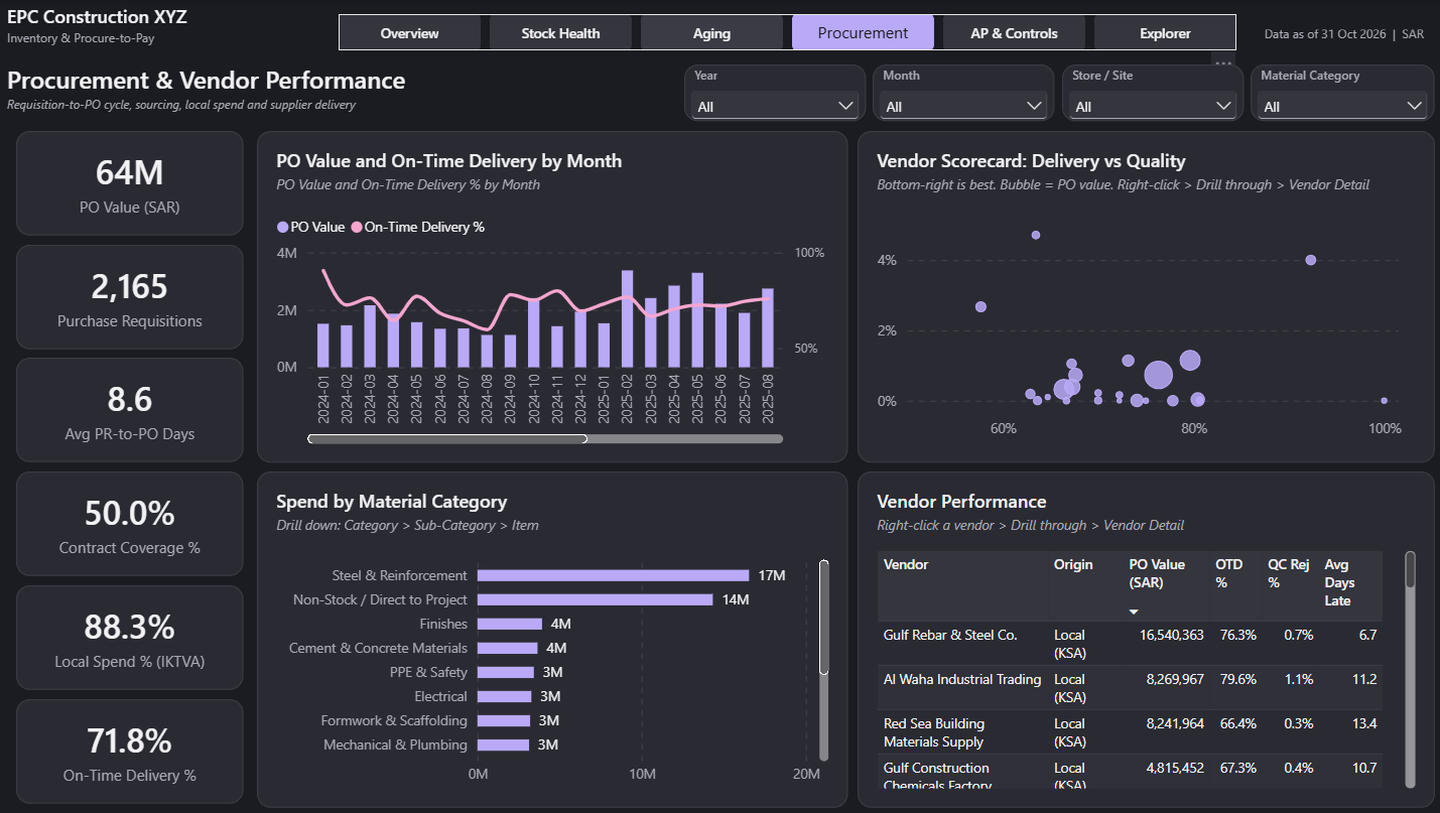 EPC Construction XYZ
Inventory & Procure-to-Pay
Overview
Stock Health
Aging
Procurement
AP & Controls
Explorer
Data as of 31 Oct 2026 | SAR
Procurement & Vendor Performance
Requisition-to-PO cycle, sourcing, local spend and supplier delivery
Year
All
Month
All
Store / Site
All
Material Category
All
64M
PO Value (SAR)
2,165
Purchase Requisitions
8.6
Avg PR-to-PO Days
50.0%
Contract Coverage %
88.3%
Local Spend % (IKTVA)
71.8%
On-Time Delivery %
PO Value and On-Time Delivery by Month
PO Value and On-Time Delivery % by Month
PO Value On-Time Delivery %
4M
2M
0M
100%
50%
2024-01
2024-02
2024-03
2024-04
2024-05
2024-06
2024-07
2024-08
2024-09
2024-10
2024-11
2024-12
2025-01
2025-02
2025-03
2025-04
2025-05
2025-06
2025-07
2025-08
Vendor Scorecard: Delivery vs Quality
Bottom-right is best. Bubble = PO value. Right-click > Drill through > Vendor Detail
4%
2%
0%
60%
80%
100%
Spend by Material Category
Drill down: Category > Sub-Category > Item
Steel & Reinforcement 17M
Non-Stock / Direct to Project 14M
Finishes 4M
Cement & Concrete Materials 4M
PPE & Safety 3M
Electrical 3M
Formwork & Scaffolding 3M
Mechanical & Plumbing 3M
0M
10M
20M
Vendor Performance
Right-click a vendor > Drill through > Vendor Detail
Vendor Origin PO Value OTD QC Rej Avg
(SAR) % % Days
Late
Gulf Rebar & Steel Co. Local 16,540,363 76.3% 0.7% 6.7
(KSA)
Al Waha Industrial Trading Local 8,269,967 79.6% 1.1% 11.2
(KSA)
Red Sea Building Local 8,241,964 66.4% 0.3% 13.4
Materials Supply (KSA)
Gulf Construction Local 4,815,452 67.3% 0.4% 10.7
Chemicals Factory (KSA)